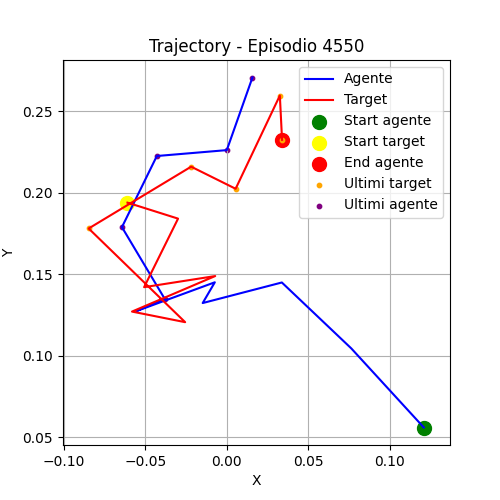 Trajectory - Episodio 4550
Agente
Target
Start agente
Start target
End agente
Ultimi target
Ultimi agente
0.25
0.20
0.15
0.10
0.05
Y
−0.10
−0.05
0.00
0.05
0.10
X